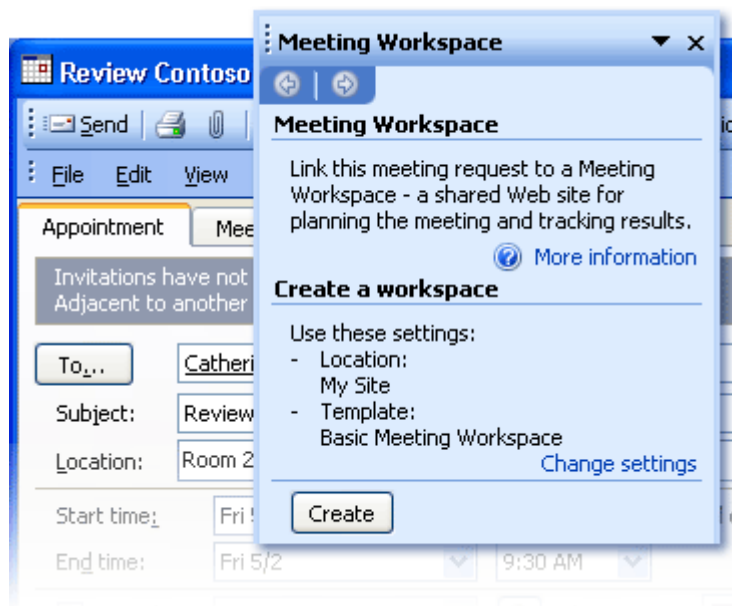 Meeting Workspace
Review Contoso
Send
File Edit View
Appointment
Invitations have not
Adjacent to another
To...
Subject: Review
Location: Room 2
Start time: Fri
End time: Fri 5/2 9:30 AM
Meeting Workspace
Link this meeting request to a Meeting
Workspace - a shared Web site for
planning the meeting and tracking results.
More information
Create a workspace
Use these settings:
- Location:
My Site
- Template:
Basic Meeting Workspace
Change settings
Create